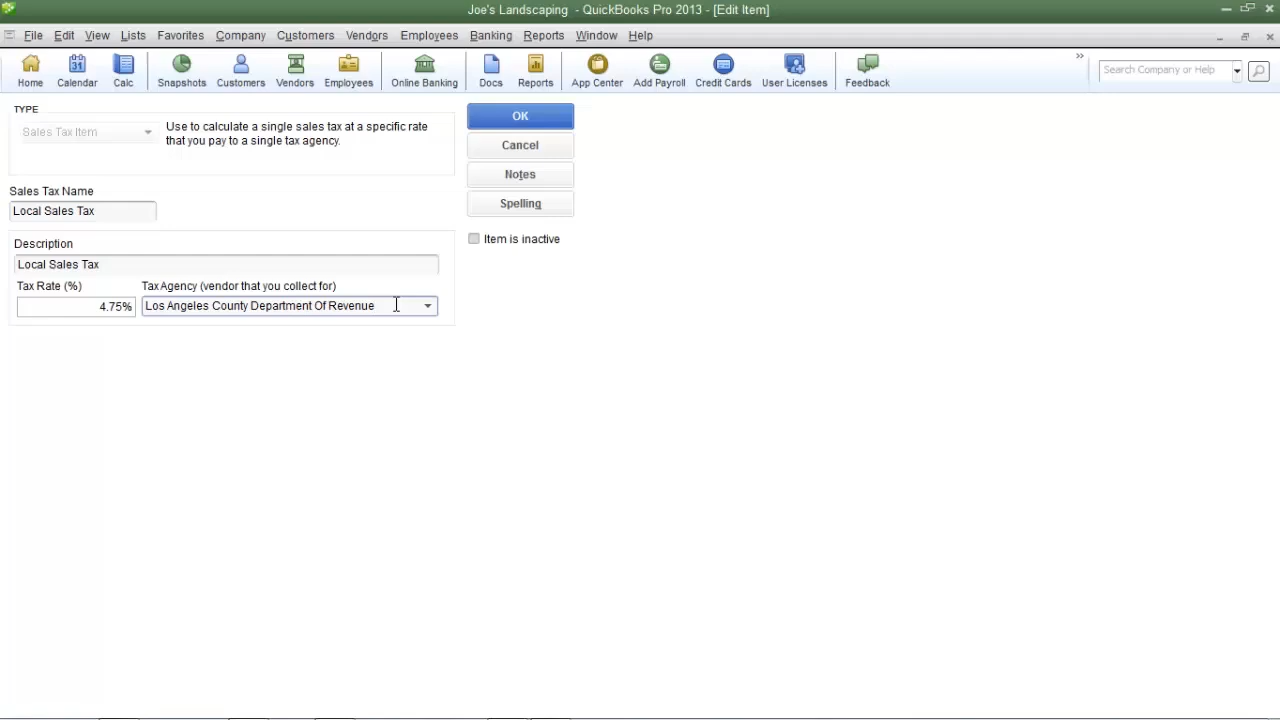 Joe's Landscaping - QuickBooks Pro 2013 - [Edit Item]
File Edit View Lists Favorites Company Customers Vendors Employees Banking Reports Window Help
Home Calendar Calc Snapshots Customers Vendors Employees Online Banking Docs Reports App Center Add Payroll Credit Cards User Licenses Feedback » Search Company or Help
31
TYPE
Sales Tax Item
Use to calculate a single sales tax at a specific rate
that you pay to a single tax agency.
OK
Cancel
Notes
Spelling
Item is inactive
Sales Tax Name
Local Sales Tax
Description
Local Sales Tax
Tax Rate (%) Tax Agency (vendor that you collect for)
4.75% Los Angeles County Department Of Revenue